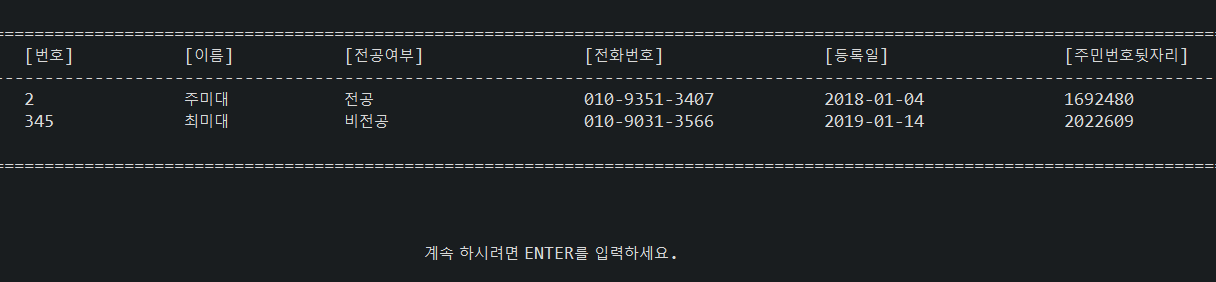 [번호] [이름] [전공여부] [전화번호] [등록일] [주민번호뒷자리]
2 주미대 전공 010-9351-3407 2018-01-04 1692480
345 최미대 비전공 010-9031-3566 2019-01-14 2022609
계속 하시려면 ENTER를 입력하세요.